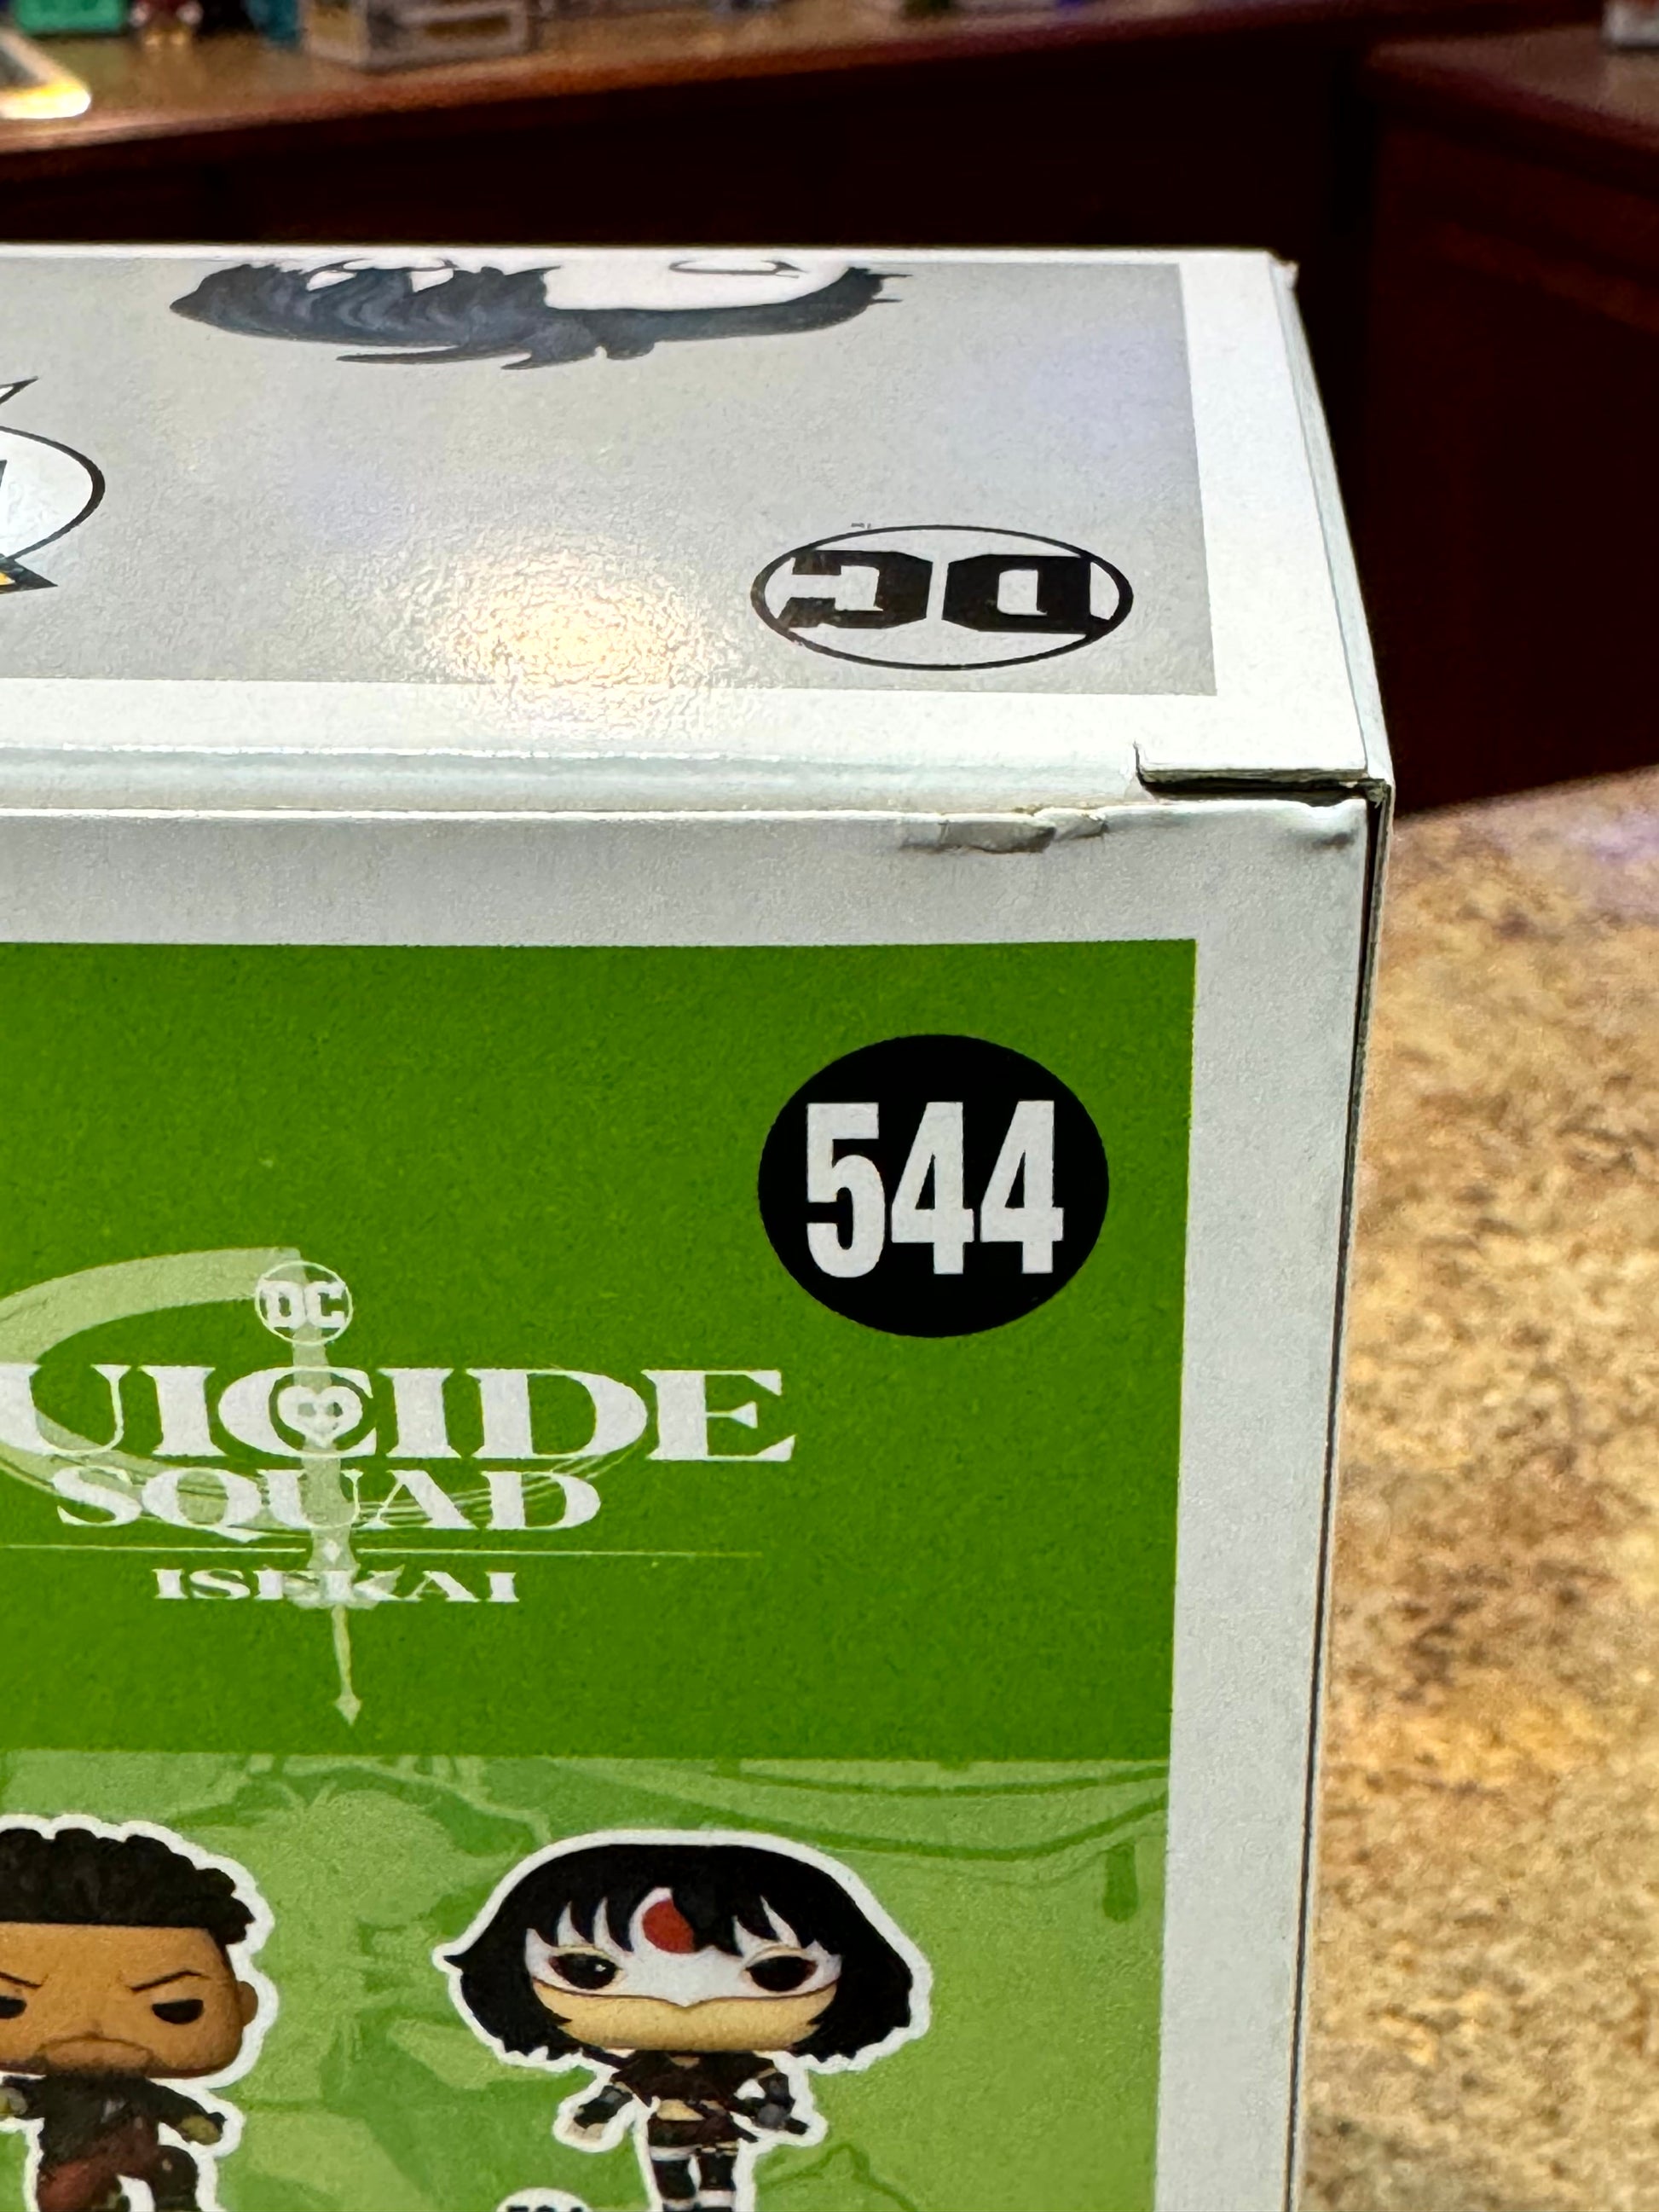 DC
544
DC
UICIDE
SQUAD
ISEKAI